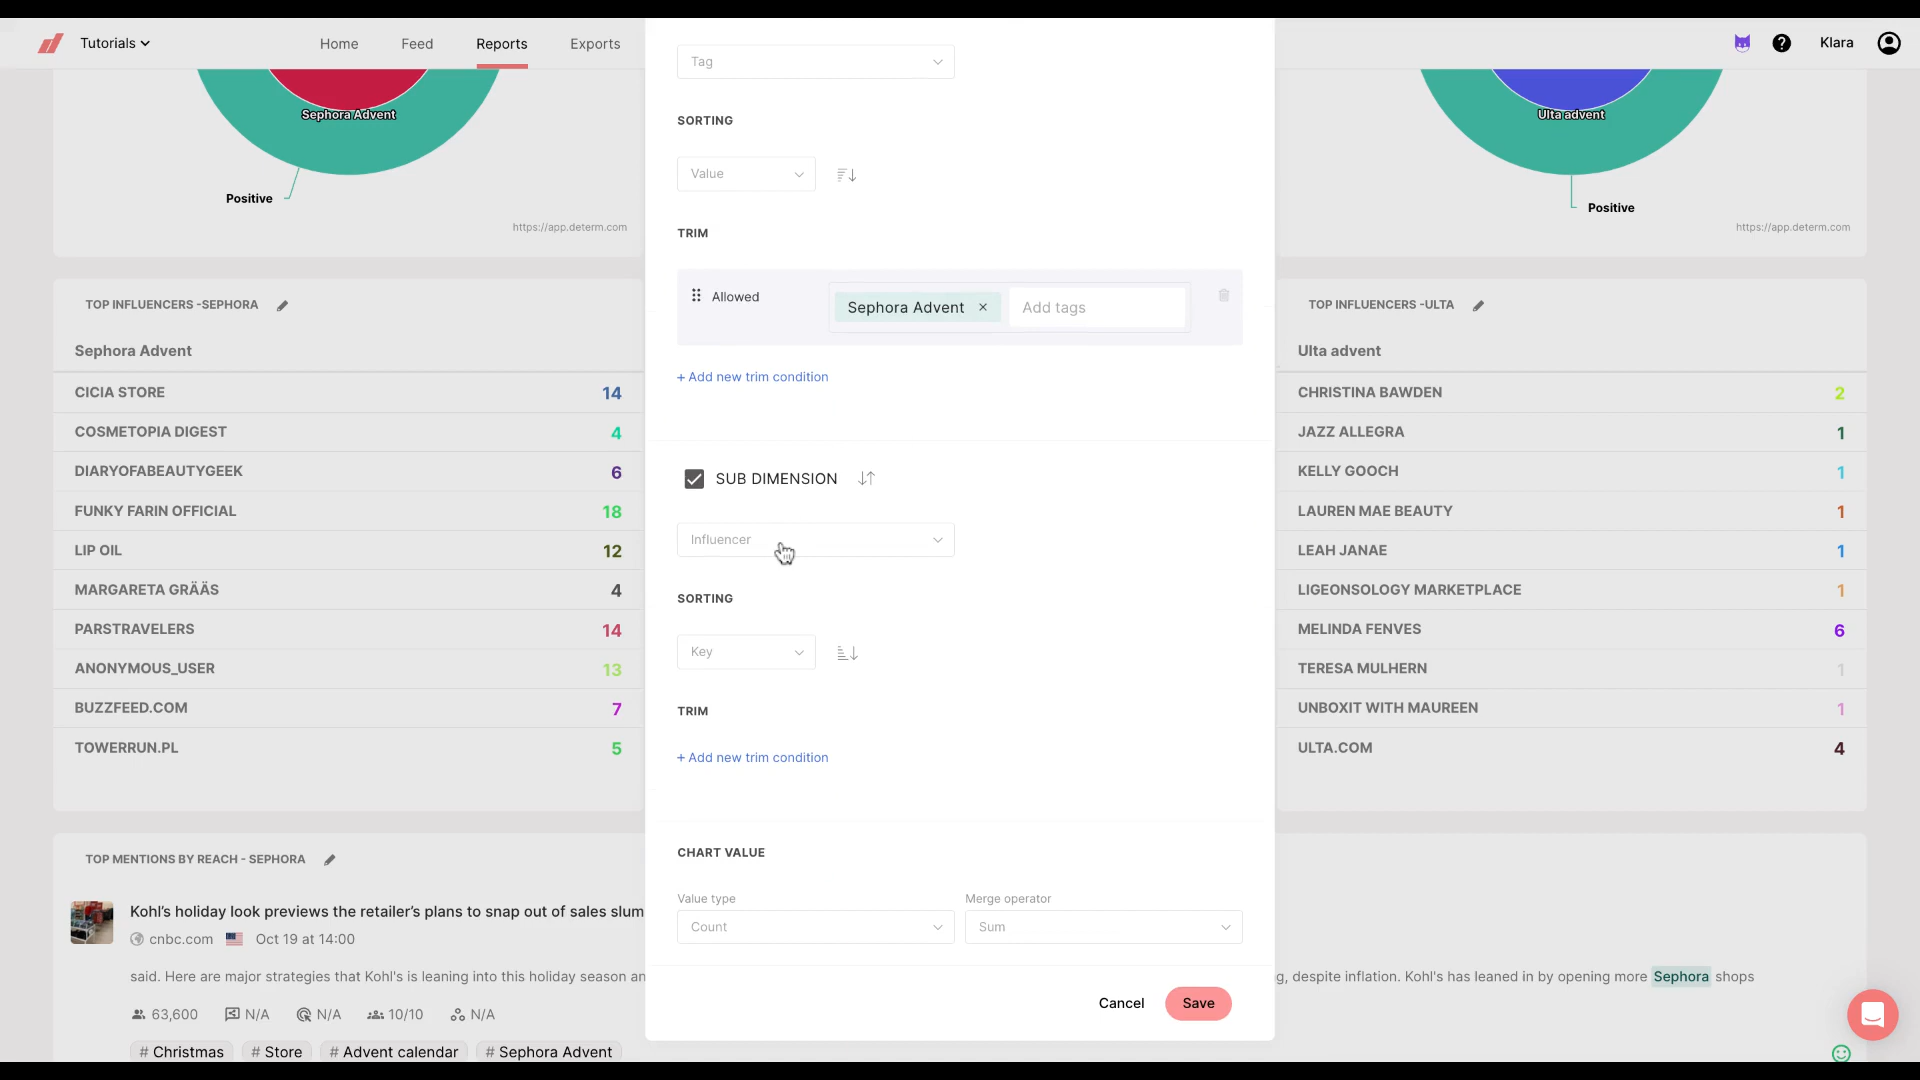 Tutorials
Home
Feed
Reports
Exports
Klara
Sephora Advent
Positive
https://app.determ.com
TOP INFLUENCERS -SEPHORA
Sephora Advent
CICIA STORE 14
COSMETOPIA DIGEST 4
DIARYOFABEAUTYGEEK 6
FUNKY FARIN OFFICIAL 18
LIP OIL 12
MARGARETA GRÄÄS 4
PARSTRAVELERS 14
ANONYMOUS_USER 13
BUZZFEED.COM 7
TOWERRUN.PL 5
TOP MENTIONS BY REACH - SEPHORA
Kohl's holiday look previews the retailer's plans to snap out of sales slum
cnbc.com Oct 19 at 14:00
said. Here are major strategies that Kohl's is leaning into this holiday season an
63,600 N/A N/A 10/10 N/A
# Christmas # Store # Advent calendar # Sephora Advent
Tag
SORTING
Value
TRIM
Allowed
Sephora Advent ×
Add tags
+ Add new trim condition
SUB DIMENSION
Influencer
SORTING
Key
TRIM
+ Add new trim condition
CHART VALUE
Value type
Merge operator
Count
Sum
Cancel
Save
Ulta advent
Positive
https://app.determ.com
TOP INFLUENCERS -ULTA
Ulta advent
CHRISTINA BAWDEN 2
JAZZ ALLEGRA 1
KELLY GOOCH 1
LAUREN MAE BEAUTY 1
LEAH JANAE 1
LIGEONSOLOGY MARKETPLACE 1
MELINDA FENVES 6
TERESA MULHERN 1
UNBOXIT WITH MAUREEN 1
ULTA.COM 4
g, despite inflation. Kohl's has leaned in by opening more Sephora shops